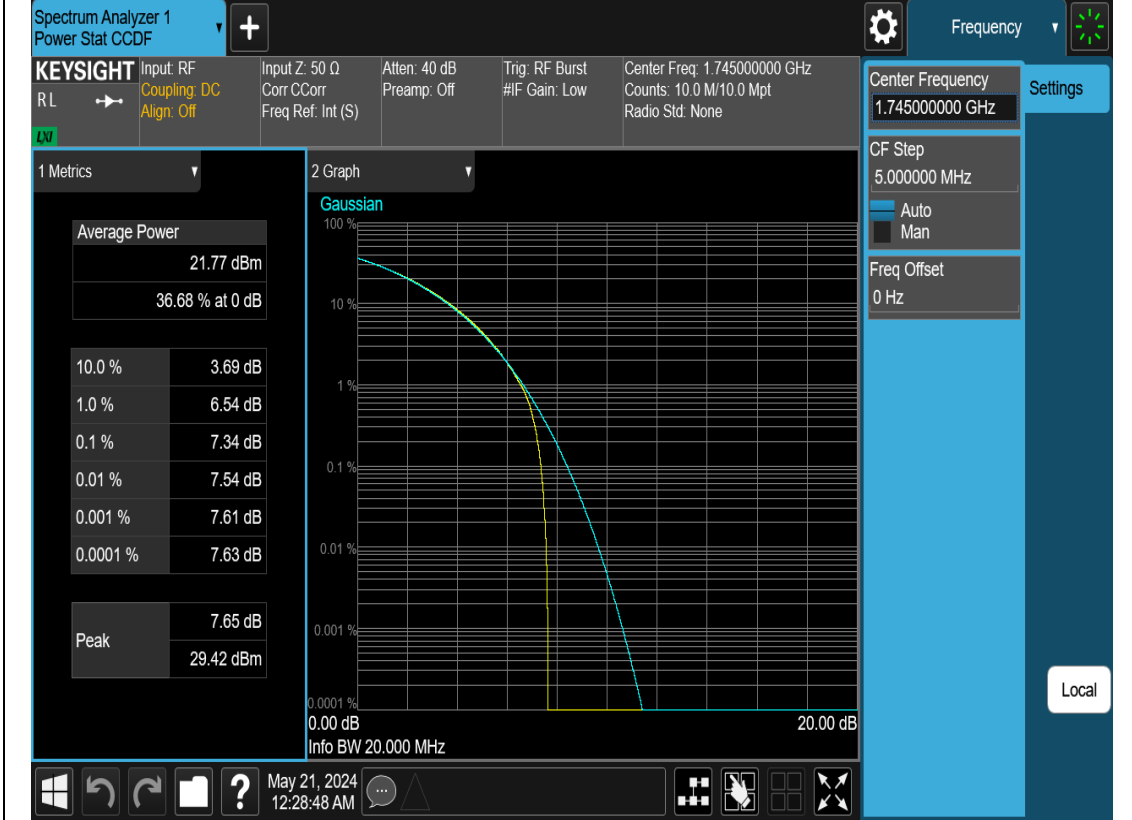 Spectrum Analyzer 1
Power Stat CCDF
+
Frequency
KEYSIGHT
RL
LXI
Input: RF
Coupling: DC
Align: Off
Input Z: 50 Ω
Corr CCorr
Freq Ref: Int (S)
Atten: 40 dB
Preamp: Off
Trig: RF Burst
#IF Gain: Low
Center Freq: 1.745000000 GHz
Counts: 10.0 M/10.0 Mpt
Radio Std: None
Center Frequency
1.745000000 GHz
Settings
CF Step
5.000000 MHz
Auto
Man
Freq Offset
0 Hz
1 Metrics
Average Power
21.77 dBm
36.68 % at 0 dB
10.0 % 3.69 dB
1.0 % 6.54 dB
0.1 % 7.34 dB
0.01 % 7.54 dB
0.001 % 7.61 dB
0.0001 % 7.63 dB
Peak
7.65 dB
29.42 dBm
2 Graph
Gaussian
100 %
10 %
1 %
0.1 %
0.01 %
0.001 %
0.0001 %
0.00 dB 20.00 dB
Info BW 20.000 MHz
Local
?
May 21, 2024
12:28:48 AM